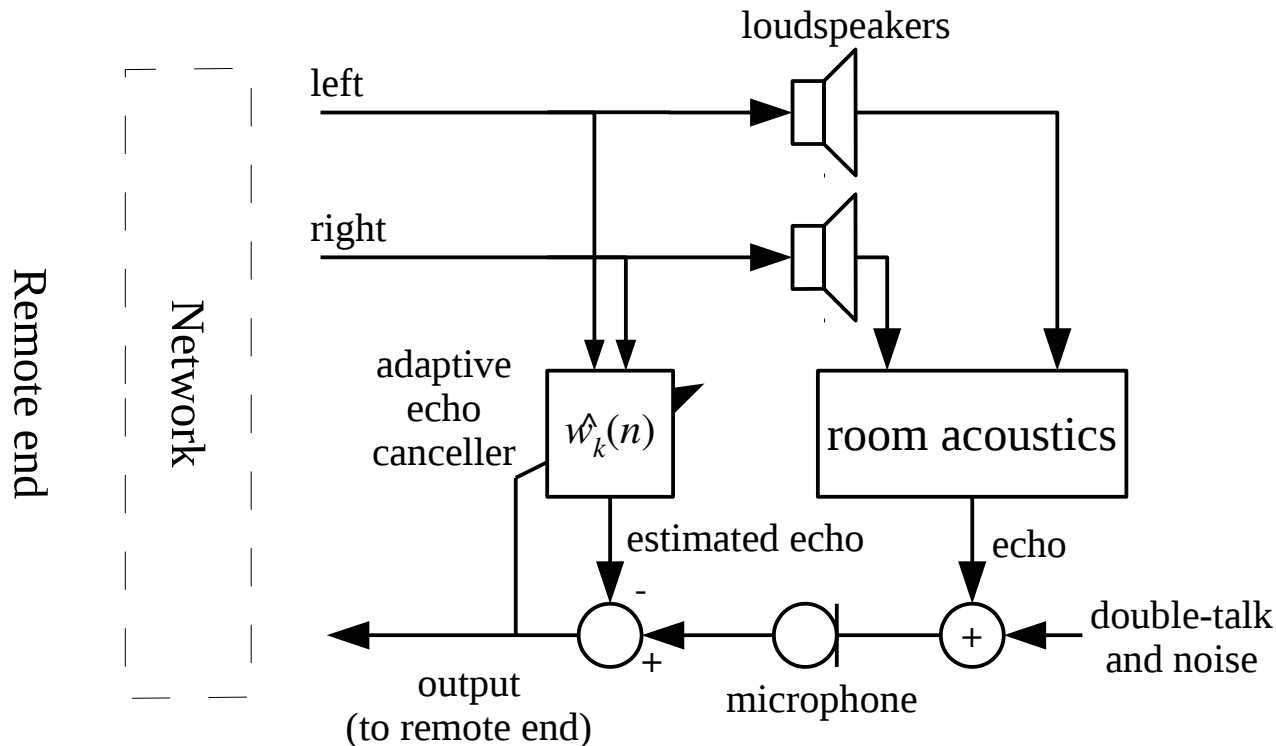 loudspeakers
left
right
Remote end
Network
adaptive
echo
canceller
ŵₖ(n)
room acoustics
estimated echo
echo
-
+
+
double-talk
and noise
microphone
output
(to remote end)